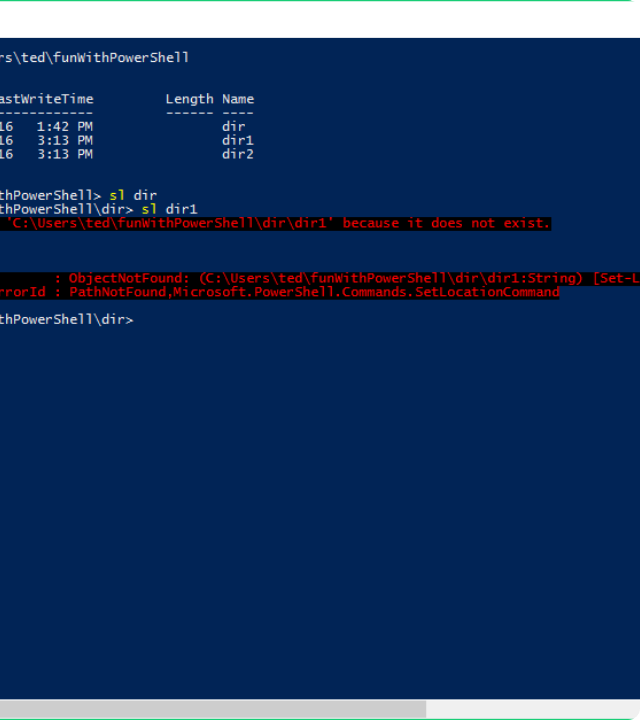 rs\ted\funWithPowerShell
astWriteTime Length Name
------------ ------ ----
16 1:42 PM dir
16 3:13 PM dir1
16 3:13 PM dir2
thPowerShell> sl dir
thPowerShell\dir> sl dir1
'C:\Users\ted\funWithPowerShell\dir\dir1' because it does not exist.
: ObjectNotFound: (C:\Users\ted\funWithPowerShell\dir\dir1:String) [Set-L
rrorId : PathNotFound,Microsoft.PowerShell.Commands.SetLocationCommand
thPowerShell\dir>